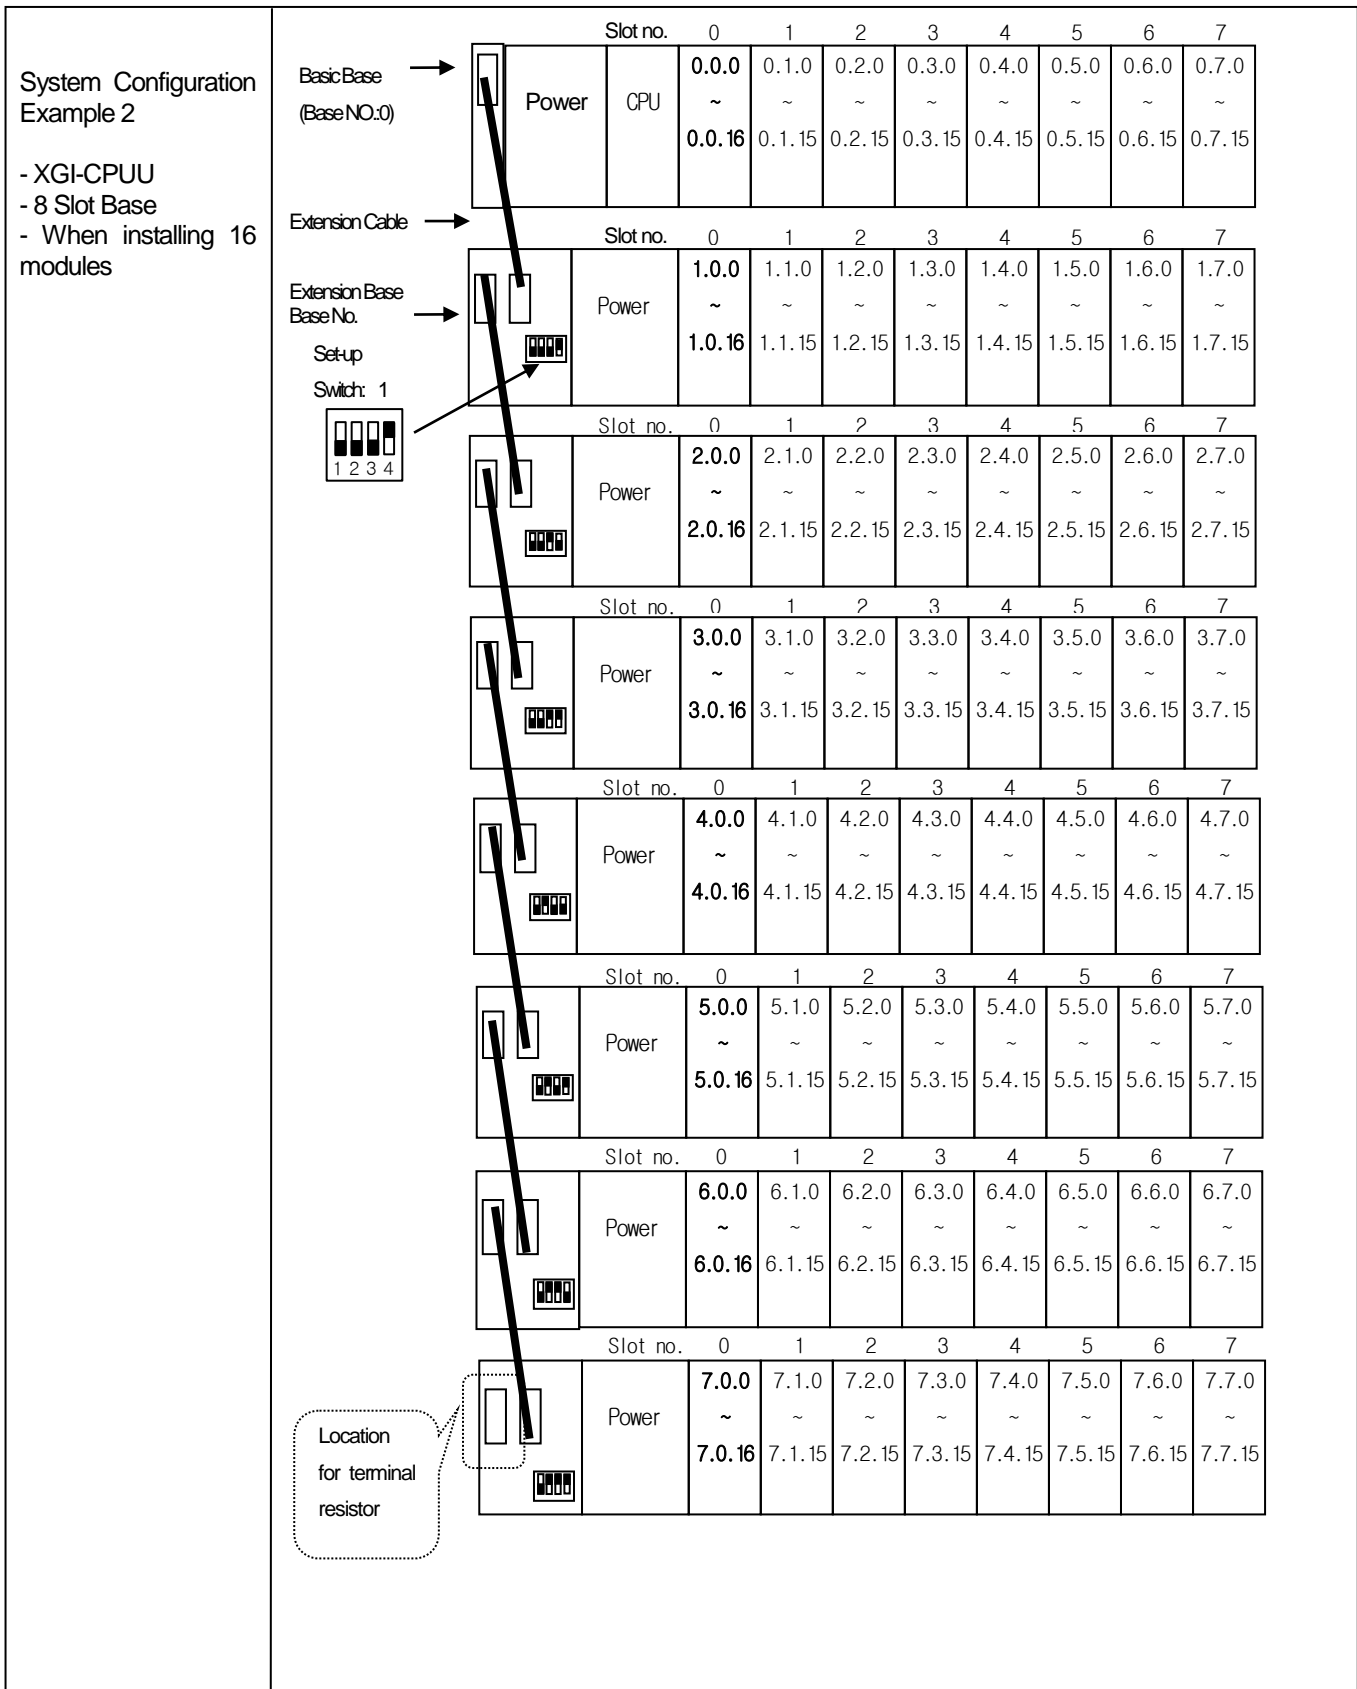 System Configuration
Example 2
- XGI-CPUU
- 8 Slot Base
- When installing 16
modules
Slot no. 0 1 2 3 4 5 6 7
Basic Base
(Base NO.:0)
Power CPU
0.0.0 0.1.0 0.2.0 0.3.0 0.4.0 0.5.0 0.6.0 0.7.0
~ ~ ~ ~ ~ ~ ~ ~
0.0.16 0.1.15 0.2.15 0.3.15 0.4.15 0.5.15 0.6.15 0.7.15
Extension Cable
Slot no. 0 1 2 3 4 5 6 7
Extension Base
Base No.
Set-up
Switch: 1
1 2 3 4
Power
1.0.0 1.1.0 1.2.0 1.3.0 1.4.0 1.5.0 1.6.0 1.7.0
~ ~ ~ ~ ~ ~ ~ ~
1.0.16 1.1.15 1.2.15 1.3.15 1.4.15 1.5.15 1.6.15 1.7.15
Slot no. 0 1 2 3 4 5 6 7
Power
2.0.0 2.1.0 2.2.0 2.3.0 2.4.0 2.5.0 2.6.0 2.7.0
~ ~ ~ ~ ~ ~ ~ ~
2.0.16 2.1.15 2.2.15 2.3.15 2.4.15 2.5.15 2.6.15 2.7.15
Slot no. 0 1 2 3 4 5 6 7
Power
3.0.0 3.1.0 3.2.0 3.3.0 3.4.0 3.5.0 3.6.0 3.7.0
~ ~ ~ ~ ~ ~ ~ ~
3.0.16 3.1.15 3.2.15 3.3.15 3.4.15 3.5.15 3.6.15 3.7.15
Slot no. 0 1 2 3 4 5 6 7
Power
4.0.0 4.1.0 4.2.0 4.3.0 4.4.0 4.5.0 4.6.0 4.7.0
~ ~ ~ ~ ~ ~ ~ ~
4.0.16 4.1.15 4.2.15 4.3.15 4.4.15 4.5.15 4.6.15 4.7.15
Slot no. 0 1 2 3 4 5 6 7
Power
5.0.0 5.1.0 5.2.0 5.3.0 5.4.0 5.5.0 5.6.0 5.7.0
~ ~ ~ ~ ~ ~ ~ ~
5.0.16 5.1.15 5.2.15 5.3.15 5.4.15 5.5.15 5.6.15 5.7.15
Slot no. 0 1 2 3 4 5 6 7
Power
6.0.0 6.1.0 6.2.0 6.3.0 6.4.0 6.5.0 6.6.0 6.7.0
~ ~ ~ ~ ~ ~ ~ ~
6.0.16 6.1.15 6.2.15 6.3.15 6.4.15 6.5.15 6.6.15 6.7.15
Slot no. 0 1 2 3 4 5 6 7
Power
7.0.0 7.1.0 7.2.0 7.3.0 7.4.0 7.5.0 7.6.0 7.7.0
~ ~ ~ ~ ~ ~ ~ ~
7.0.16 7.1.15 7.2.15 7.3.15 7.4.15 7.5.15 7.6.15 7.7.15
Location
for terminal
resistor